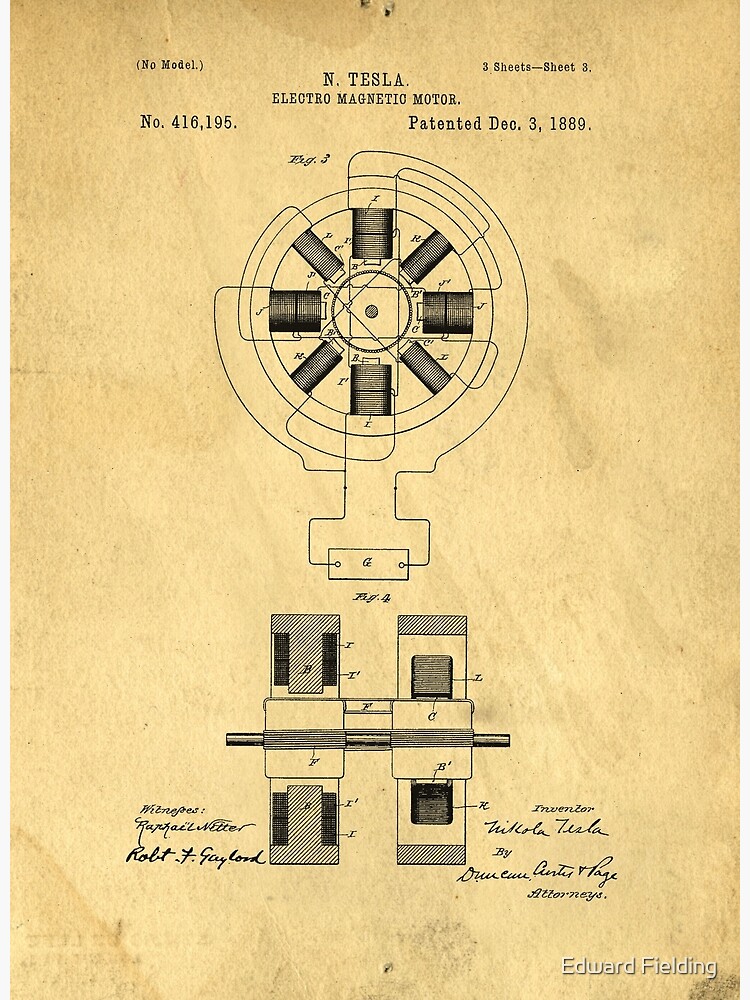 (No Model.)
3 Sheets—Sheet 3.
N. TESLA.
ELECTRO MAGNETIC MOTOR.
No. 416,195.
Patented Dec. 3, 1889.
Fig. 3
I
L
K
C'
I'
B
J'
J'
C
B'
J
J
B'
C
C'
B
K
I'
L
I
G
Fig. 4
I
B
I'
L
F
C
F
B'
B
I'
K
I
Witnesses:
Raphaël Netter
Robt. F. Gaylord
Inventor
Nikola Tesla
By
Duncan, Curtis & Page
Attorneys.
Edward Fielding